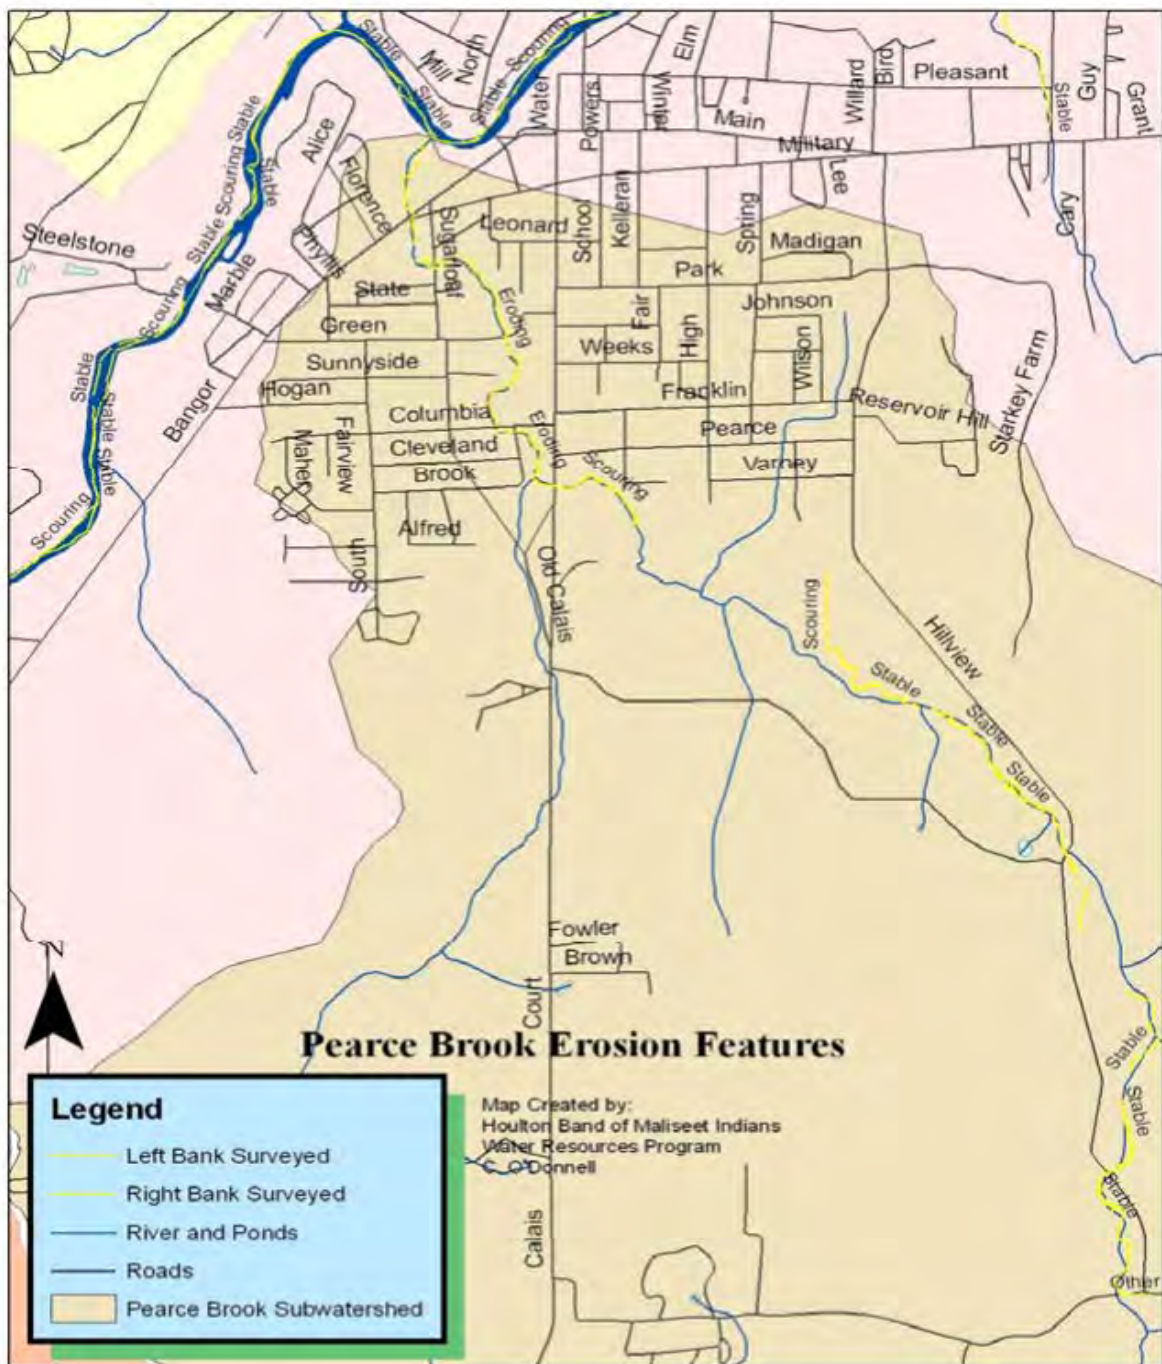 Stable
Mill
North
Stable
Scouring
Stable
Stable
Water
Elm
Powers
Winter
Main
Military
Willard
Bird
Pleasant
Guy
Stable
Grant
Cary
Lee
Alice
Florence
Phyllis
Stable
Scouring
Stable
Stable
Steelstone
Scouring
Marble
Stable
Stable
Stable
Scouring
Bangor
Sugarloaf
Leonard
School
Kelleran
Spring
Madigan
Park
State
Green
Eroding
Fair
Johnson
Sunnyside
Weeks
High
Wilson
Hogan
Franklin
Reservoir Hill
Starkey Farm
Columbia
Eroding
Pearce
Cleveland
Fairview
Maher
Brook
Scouring
Varney
Alfred
South
Old Calais
Scouring
Hillview
Stable
Stable
Stable
Fowler
Brown
Court
N
Pearce Brook Erosion Features
Stable
Stable
Stable
Other
Legend
Left Bank Surveyed
Right Bank Surveyed
River and Ponds
Roads
Pearce Brook Subwatershed
Map Created by:
Houlton Band of Maliseet Indians
Water Resources Program
C. O'Donnell
Calais